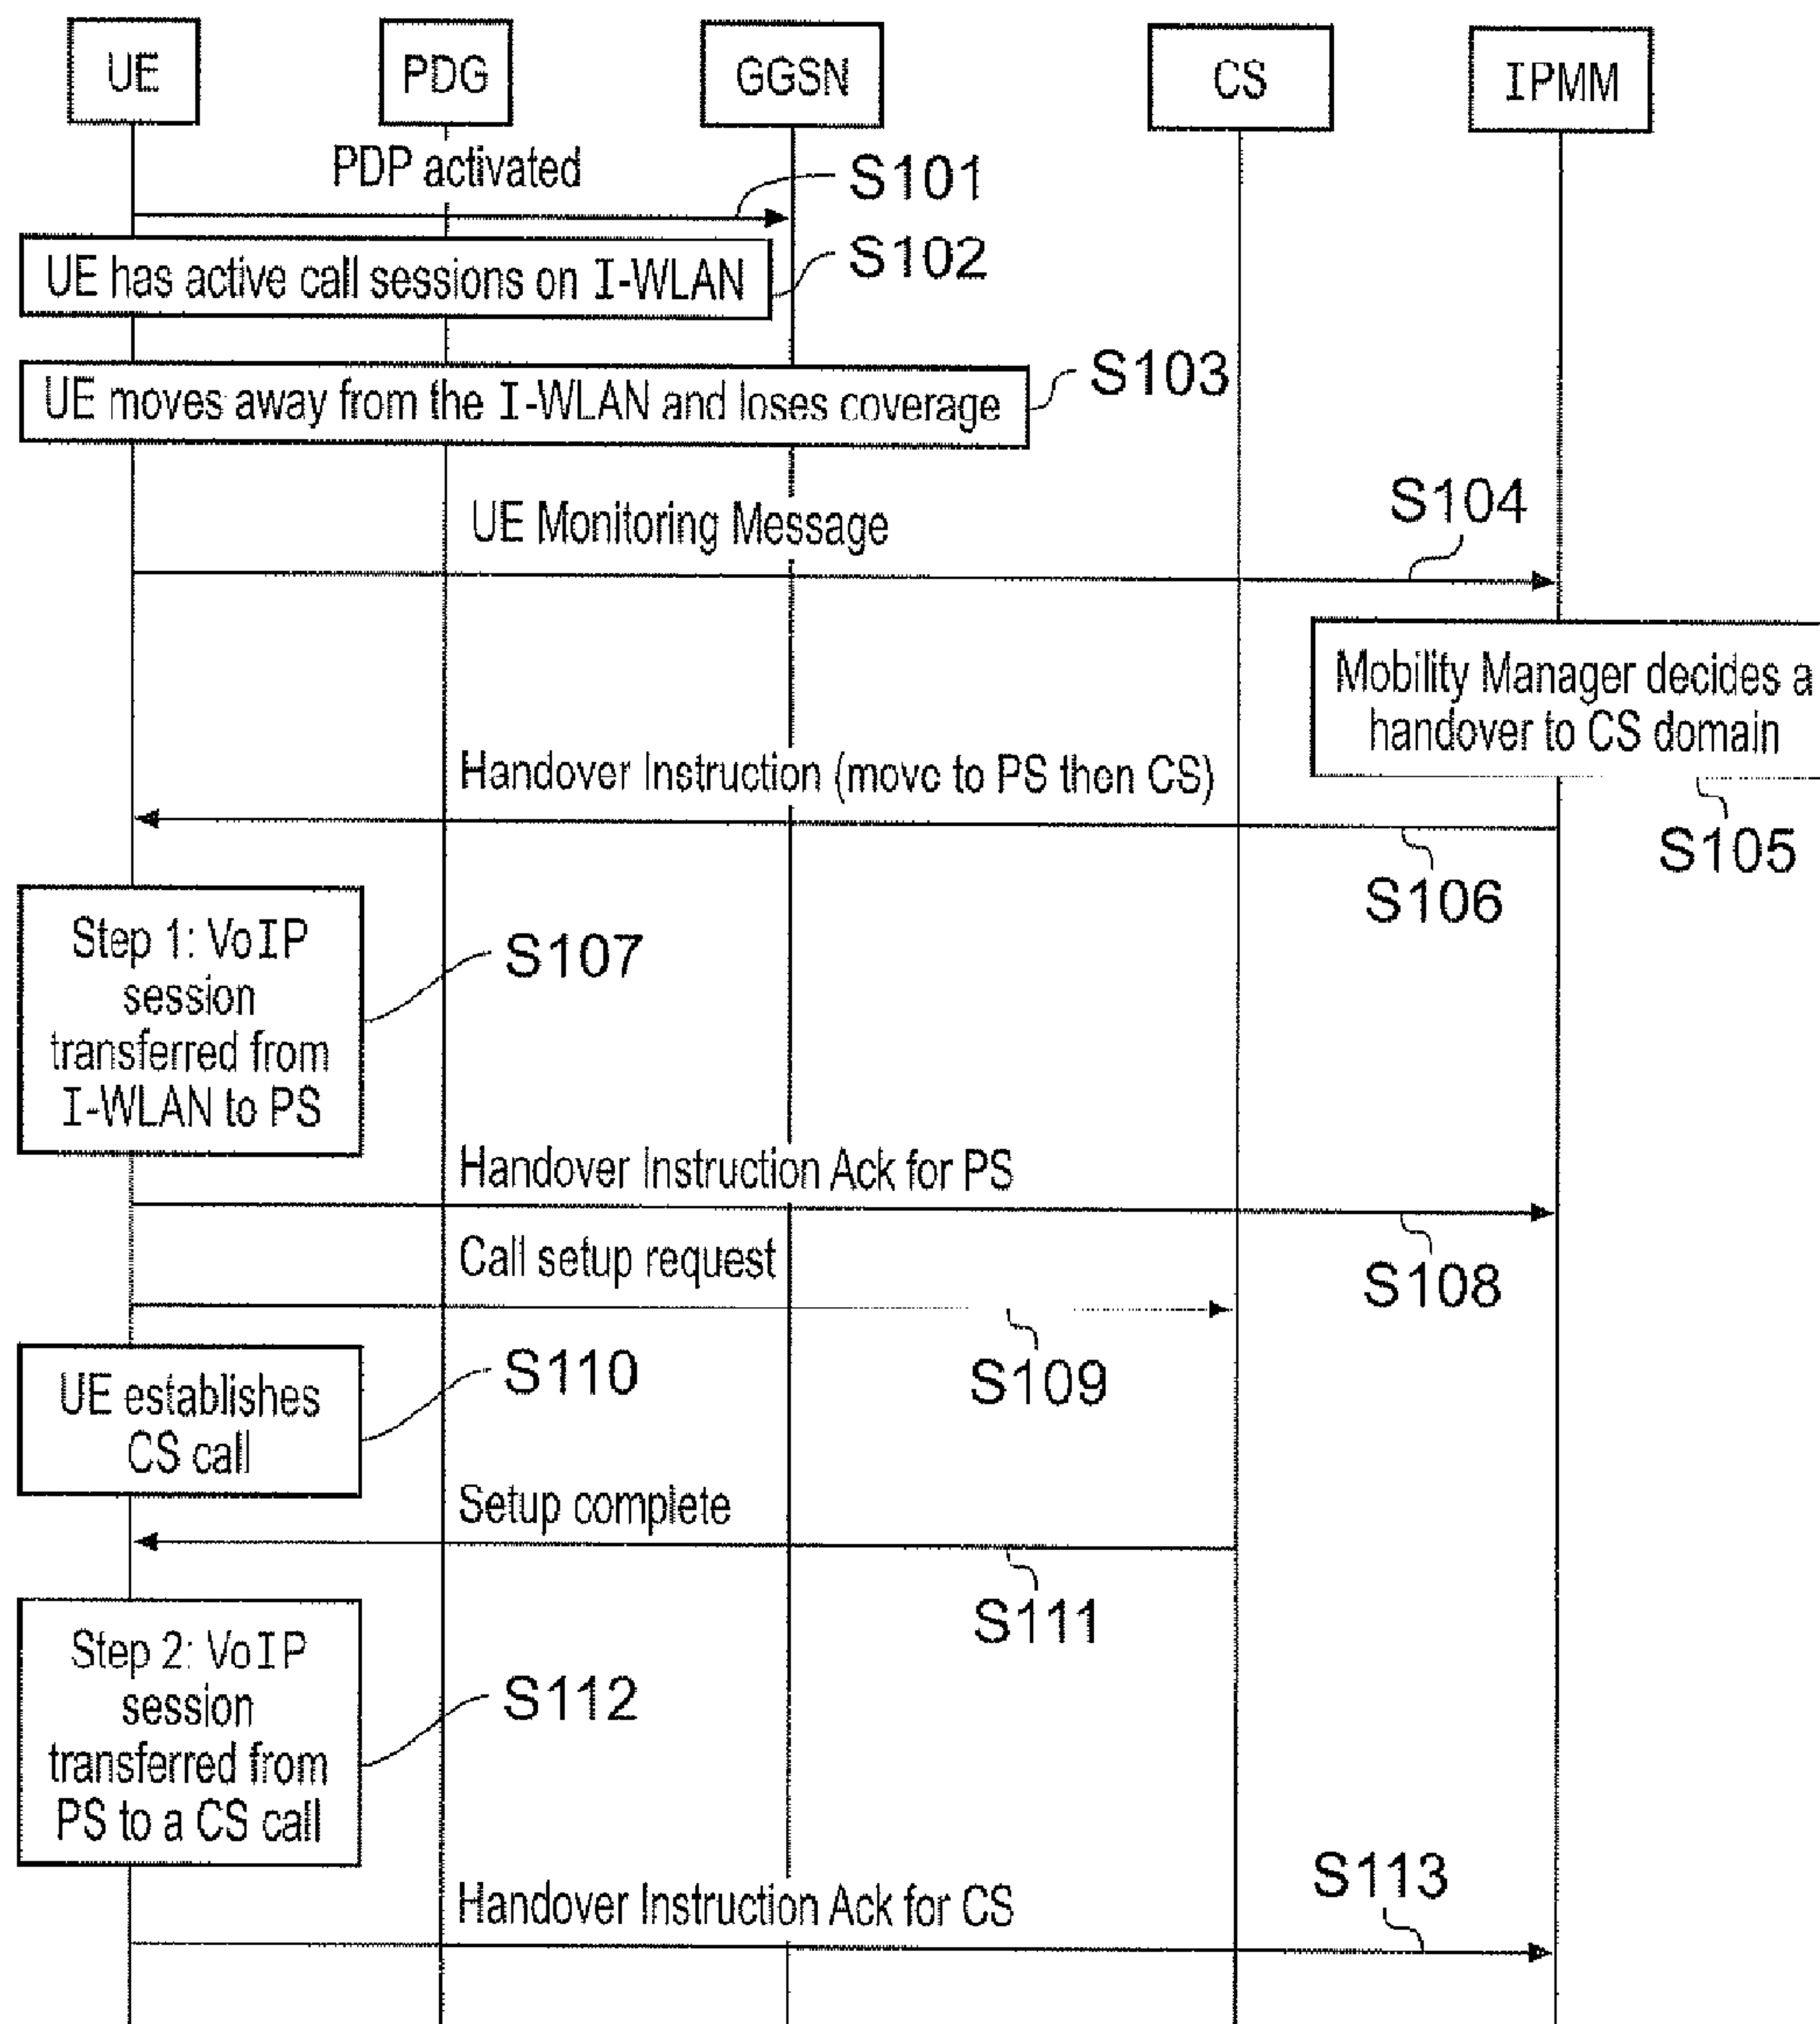 UE
PDG
GGSN
CS
IPMM
PDP activated
S101
UE has active call sessions on I-WLAN
S102
UE moves away from the I-WLAN and loses coverage
S103
UE Monitoring Message
S104
Mobility Manager decides a
handover to CS domain
S105
Handover Instruction (move to PS then CS)
S106
Step 1: VoIP
session
transferred from
I-WLAN to PS
S107
Handover Instruction Ack for PS
S108
Call setup request
S109
UE establishes
CS call
S110
Setup complete
S111
Step 2: VoIP
session
transferred from
PS to a CS call
S112
Handover Instruction Ack for CS
S113